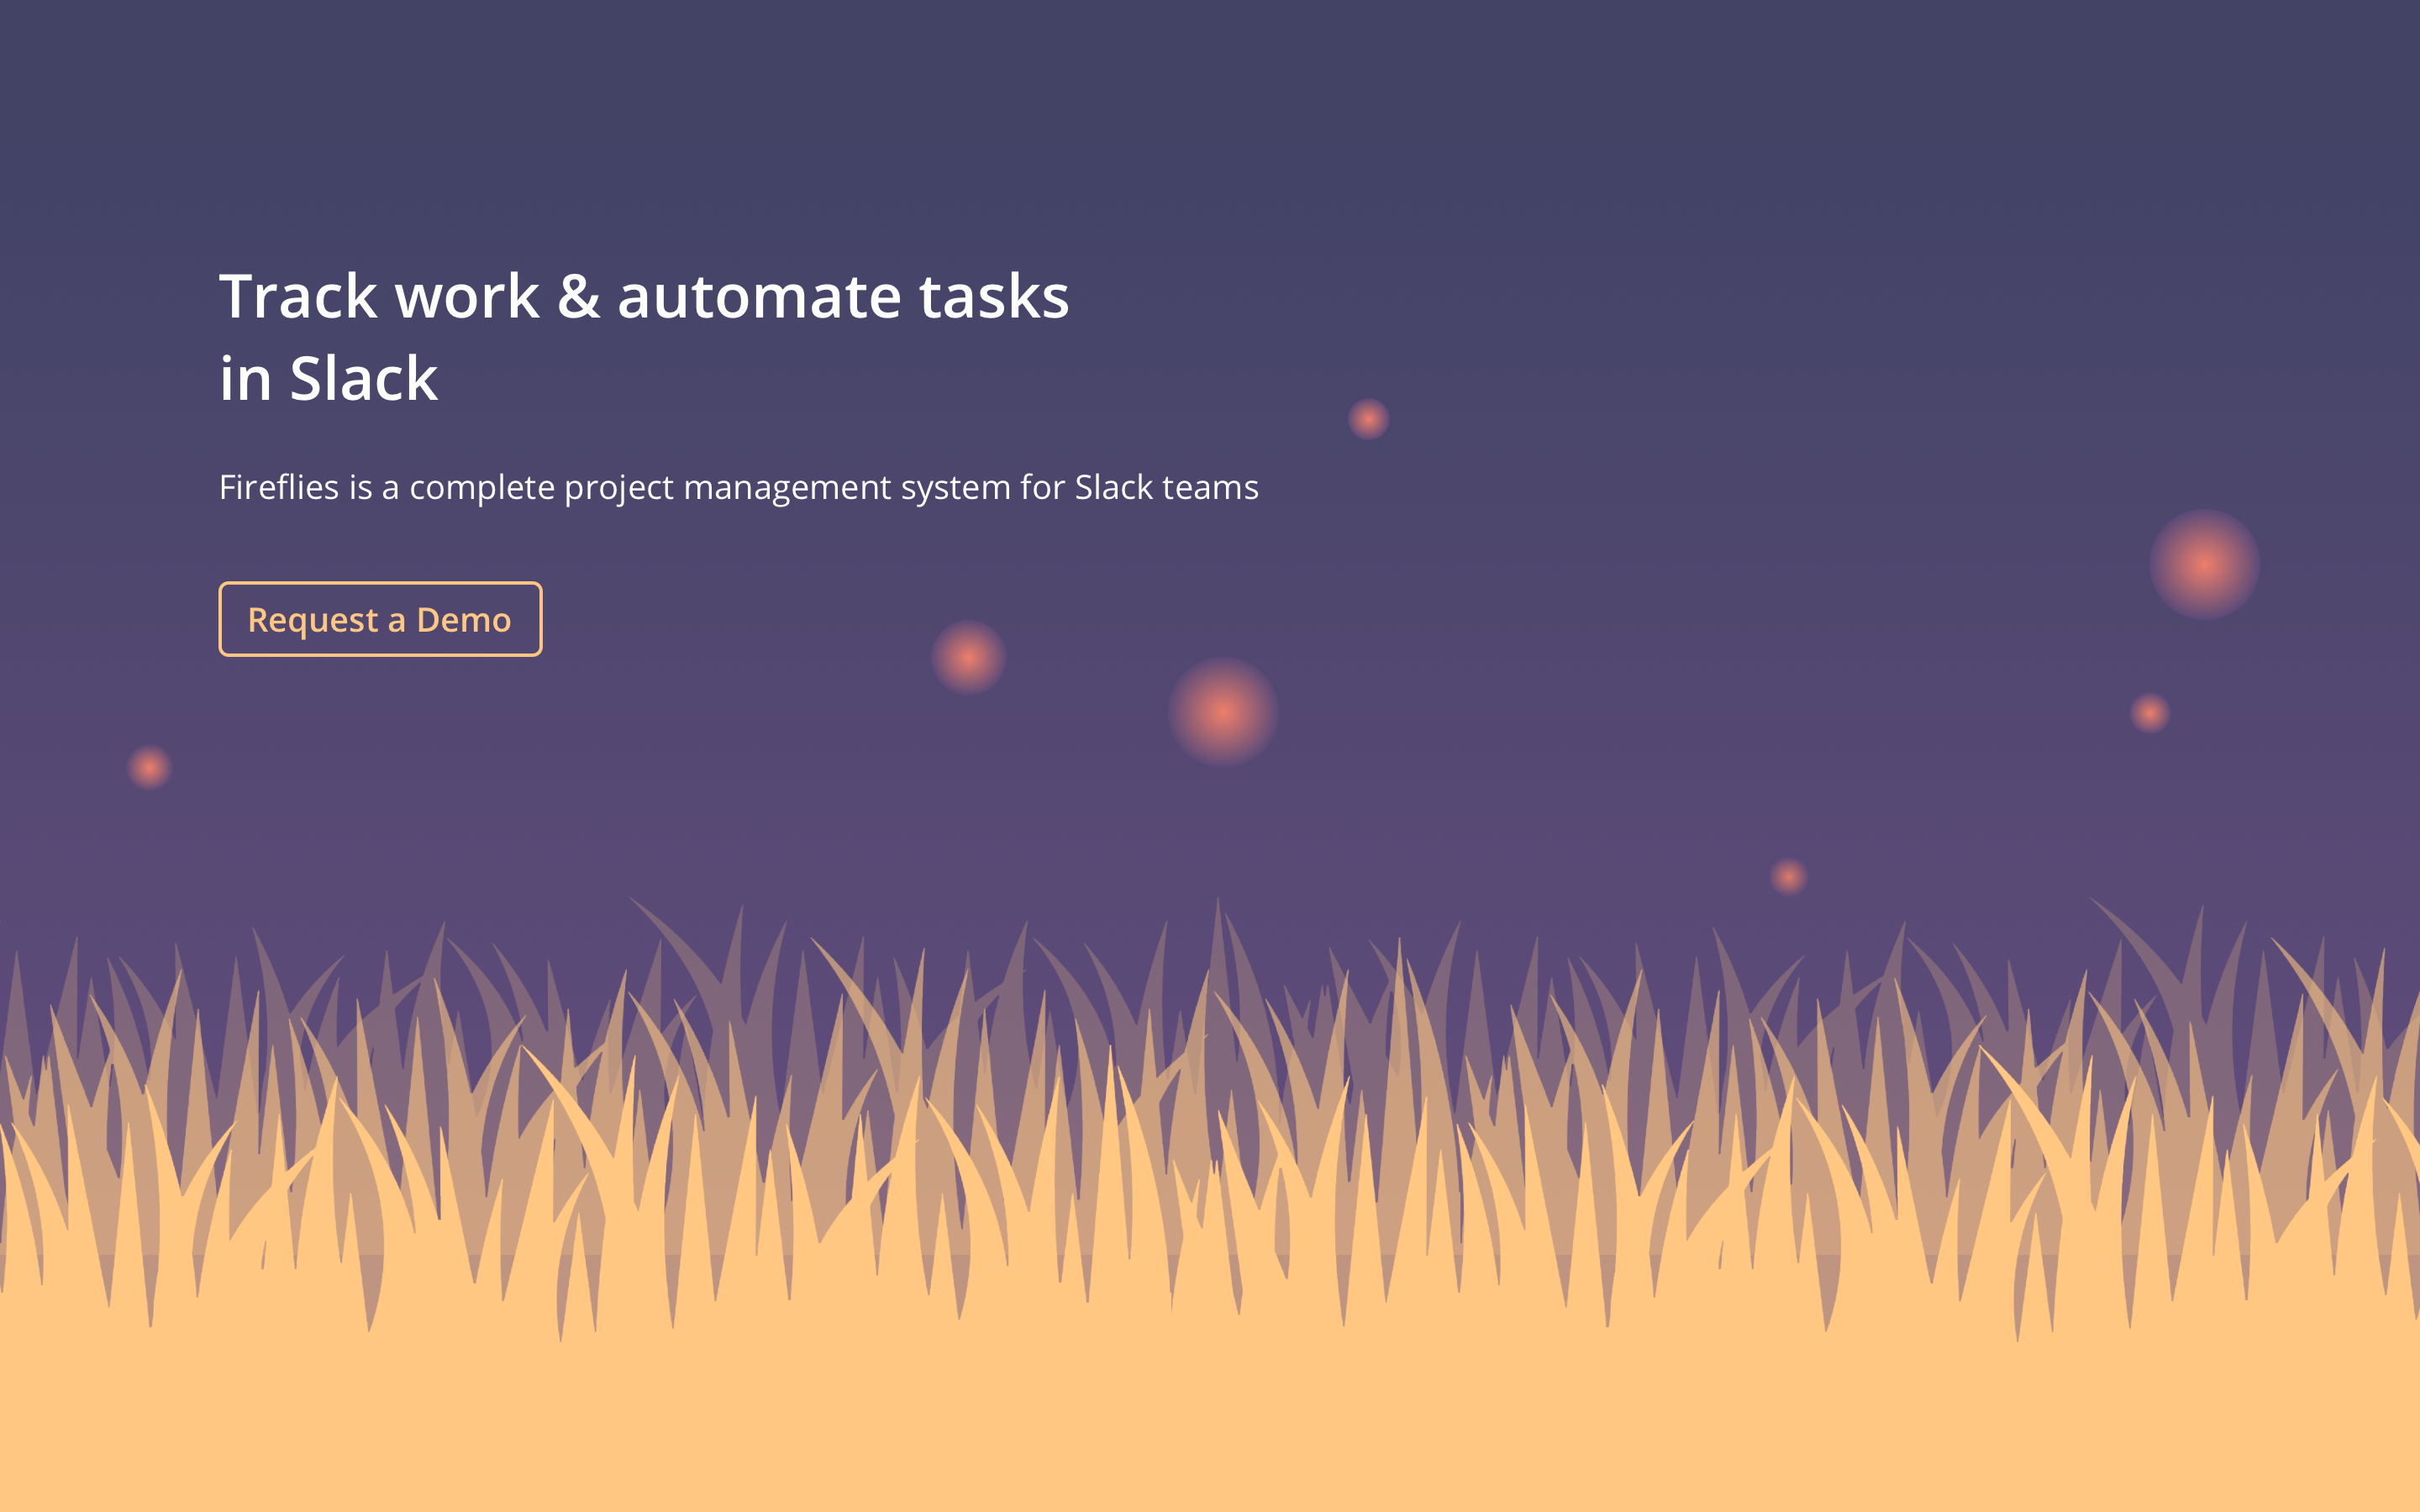 Track work & automate tasks
in Slack
Fireflies is a complete project management system for Slack teams
Request a Demo